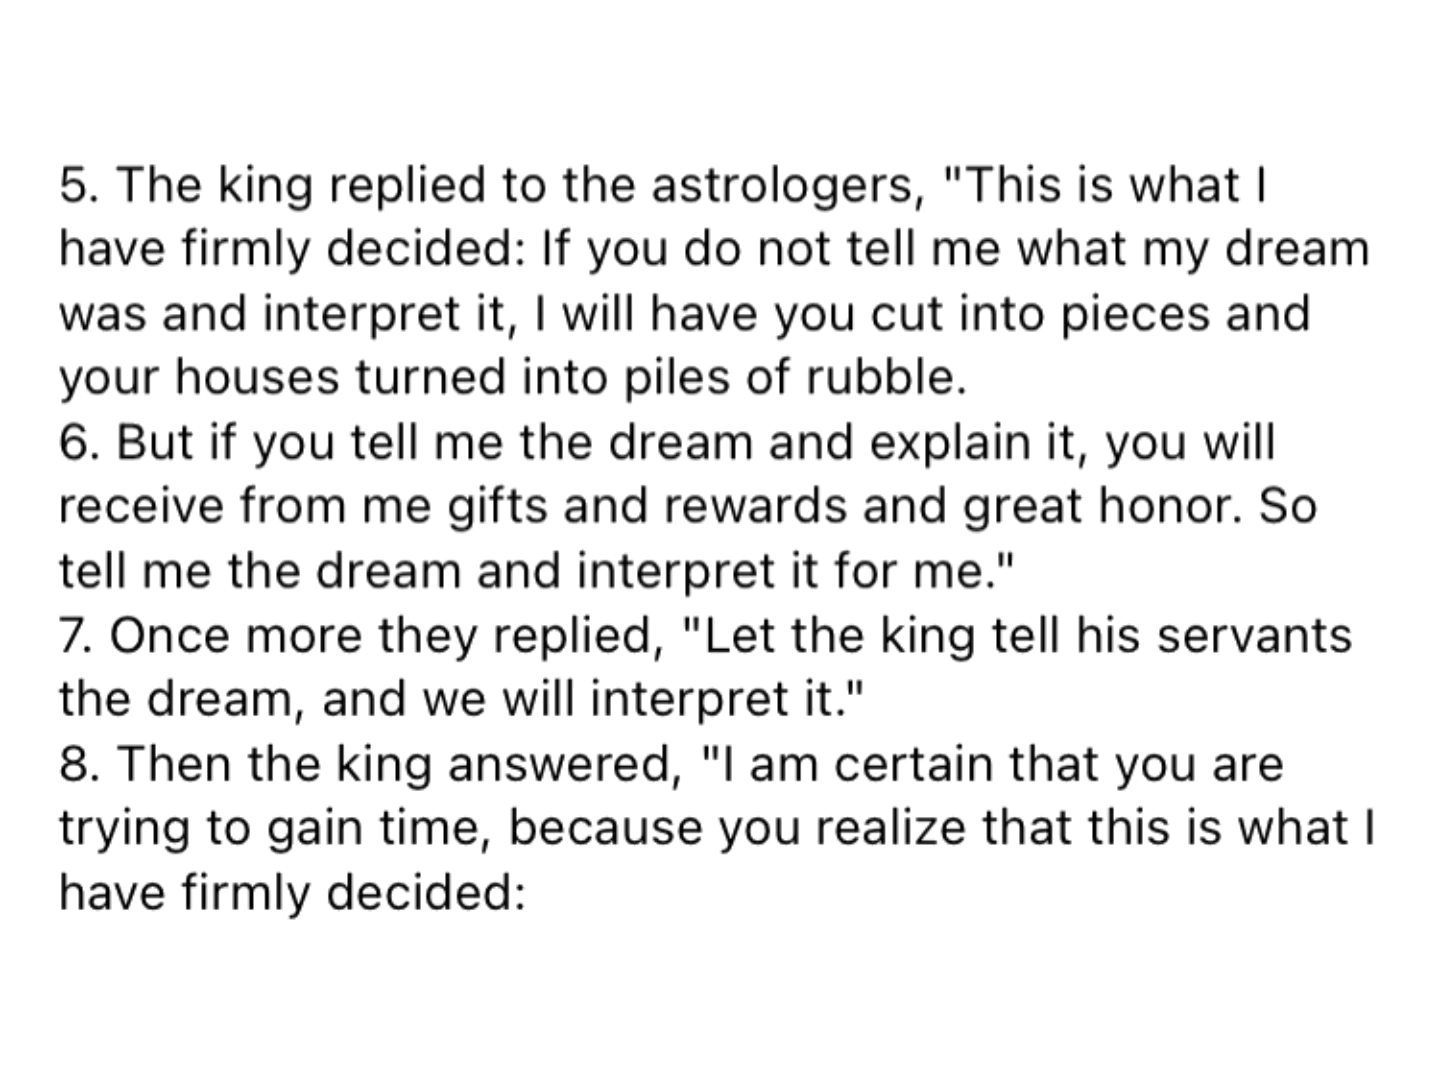 5. The king replied to the astrologers, "This is what I
have firmly decided: If you do not tell me what my dream
was and interpret it, I will have you cut into pieces and
your houses turned into piles of rubble.
6. But if you tell me the dream and explain it, you will
receive from me gifts and rewards and great honor. So
tell me the dream and interpret it for me."
7. Once more they replied, "Let the king tell his servants
the dream, and we will interpret it."
8. Then the king answered, "I am certain that you are
trying to gain time, because you realize that this is what I
have firmly decided: